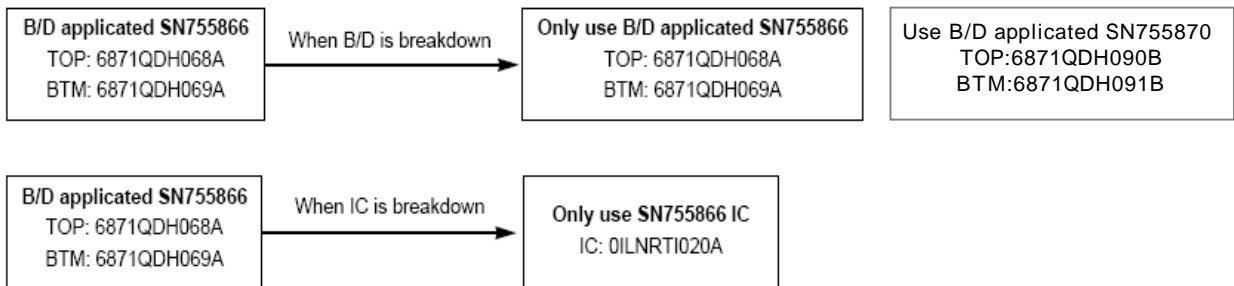 B/D applicated SN755866
TOP: 6871QDH068A
BTM: 6871QDH069A
When B/D is breakdown
Only use B/D applicated SN755866
TOP: 6871QDH068A
BTM: 6871QDH069A
Use B/D applicated SN755870
TOP:6871QDH090B
BTM:6871QDH091B
B/D applicated SN755866
TOP: 6871QDH068A
BTM: 6871QDH069A
When IC is breakdown
Only use SN755866 IC
IC: 0ILNRTI020A